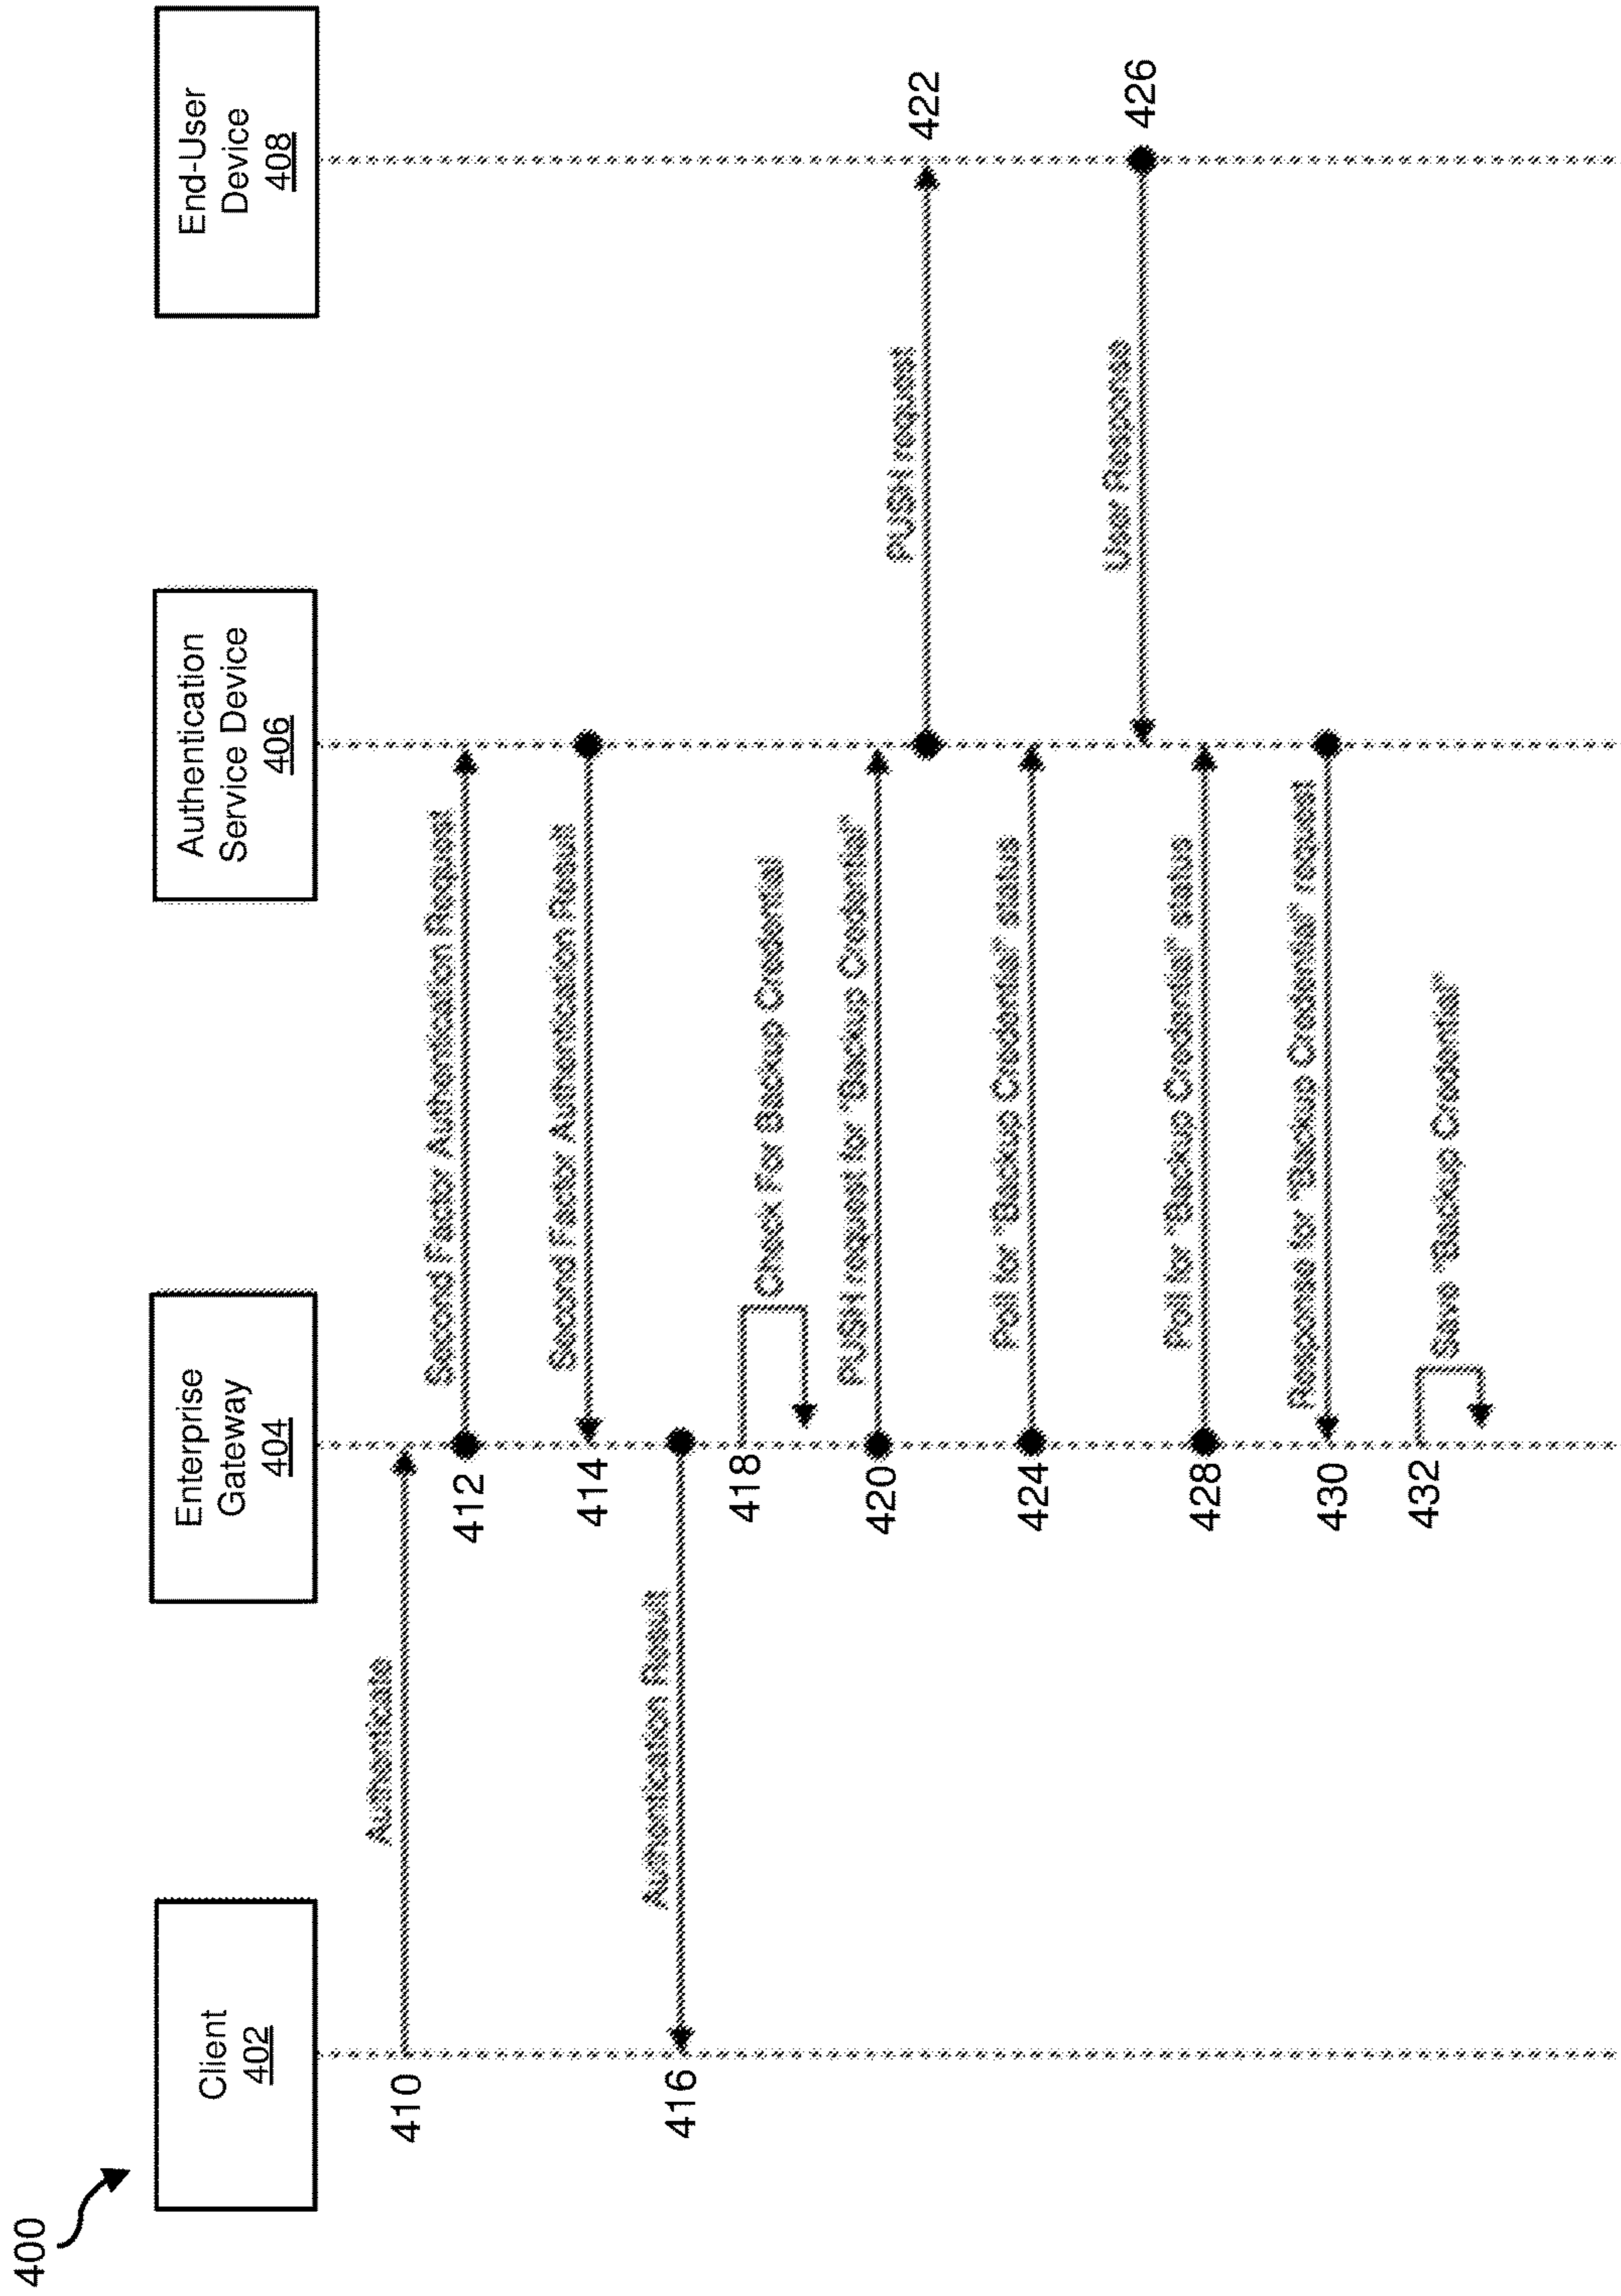 400
Client
402
Enterprise
Gateway
404
Authentication
Service Device
406
End-User
Device
408
410
Authenticate
412
Second Factor Authentication Request
414
Second Factor Authentication Result
416
Authentication Result
418
Check For Backup Credential
420
PUSH request for "Backup Credential"
PUSH request
422
424
Poll for "Backup Credential" status
User Response
426
428
Poll for "Backup Credential" status
430
Response for "Backup Credential" request
432
Save "Backup Credential"